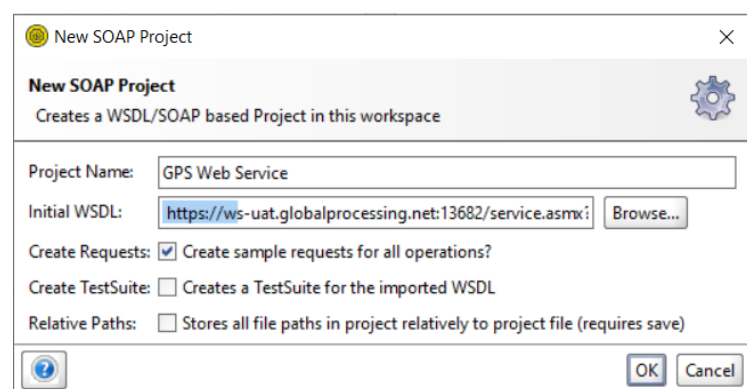 New SOAP Project
New SOAP Project
Creates a WSDL/SOAP based Project in this workspace
Project Name: GPS Web Service
Initial WSDL: https://ws-uat.globalprocessing.net:13682/service.asmx? Browse...
Create Requests: Create sample requests for all operations?
Create TestSuite: Creates a TestSuite for the imported WSDL
Relative Paths: Stores all file paths in project relatively to project file (requires save)
? OK Cancel